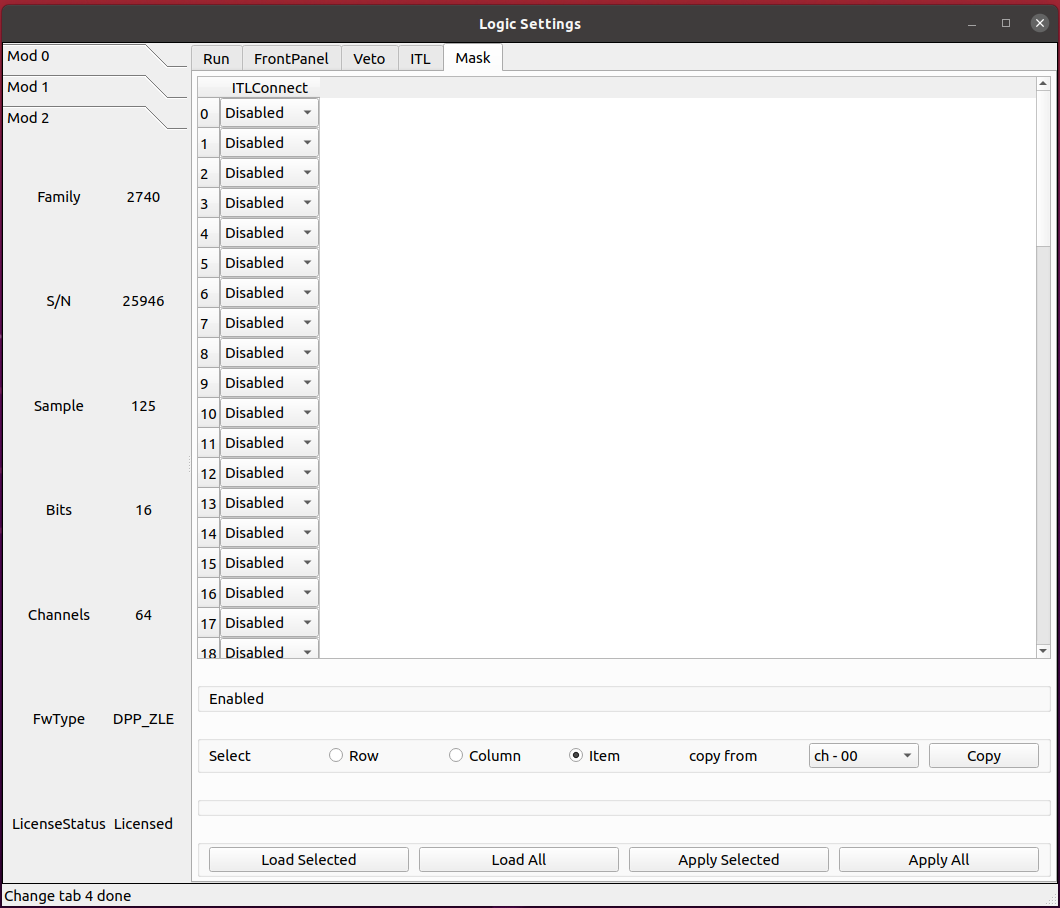 Logic Settings
Mod 0
Mod 1
Mod 2
Family 2740
S/N 25946
Sample 125
Bits 16
Channels 64
FwType DPP_ZLE
LicenseStatus Licensed
Run FrontPanel Veto ITL Mask
ITLConnect
0 Disabled
1 Disabled
2 Disabled
3 Disabled
4 Disabled
5 Disabled
6 Disabled
7 Disabled
8 Disabled
9 Disabled
10 Disabled
11 Disabled
12 Disabled
13 Disabled
14 Disabled
15 Disabled
16 Disabled
17 Disabled
18 Disabled
Enabled
Select Row Column Item copy from ch - 00 Copy
Load Selected Load All Apply Selected Apply All
Change tab 4 done